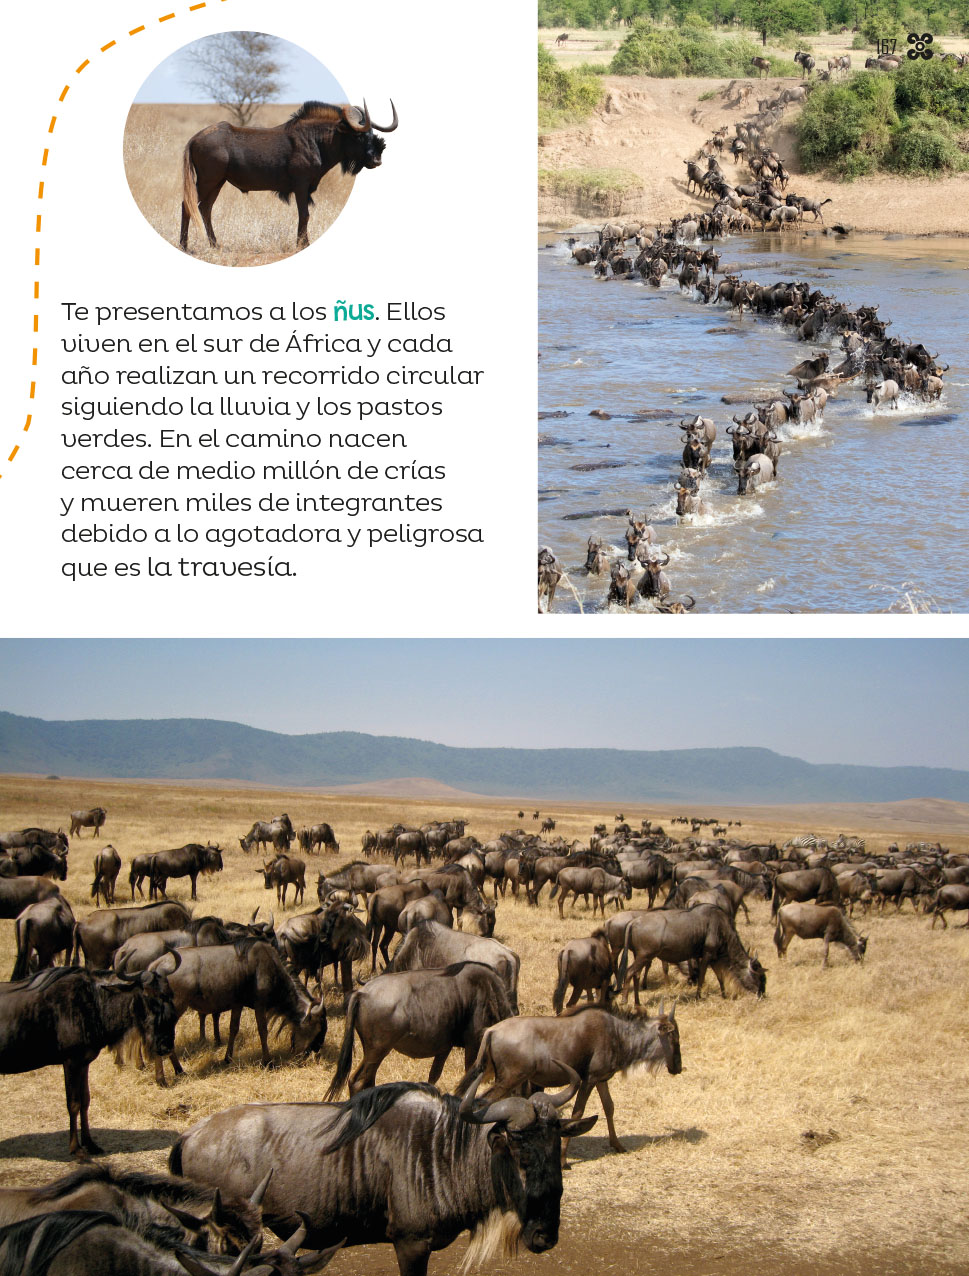 167
Te presentamos a los ñus. Ellos
viven en el sur de África y cada
año realizan un recorrido circular
siguiendo la lluvia y los pastos
verdes. En el camino nacen
cerca de medio millón de crías
y mueren miles de integrantes
debido a lo agotadora y peligrosa
que es la travesía.